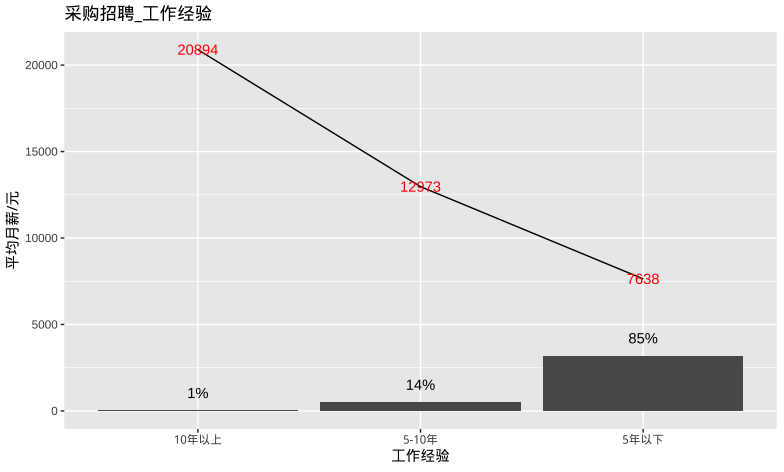 采购招聘_工作经验
平均月薪/元
20000
15000
10000
5000
0
20894
12973
7638
1%
14%
85%
10年以上
5-10年
5年以下
工作经验